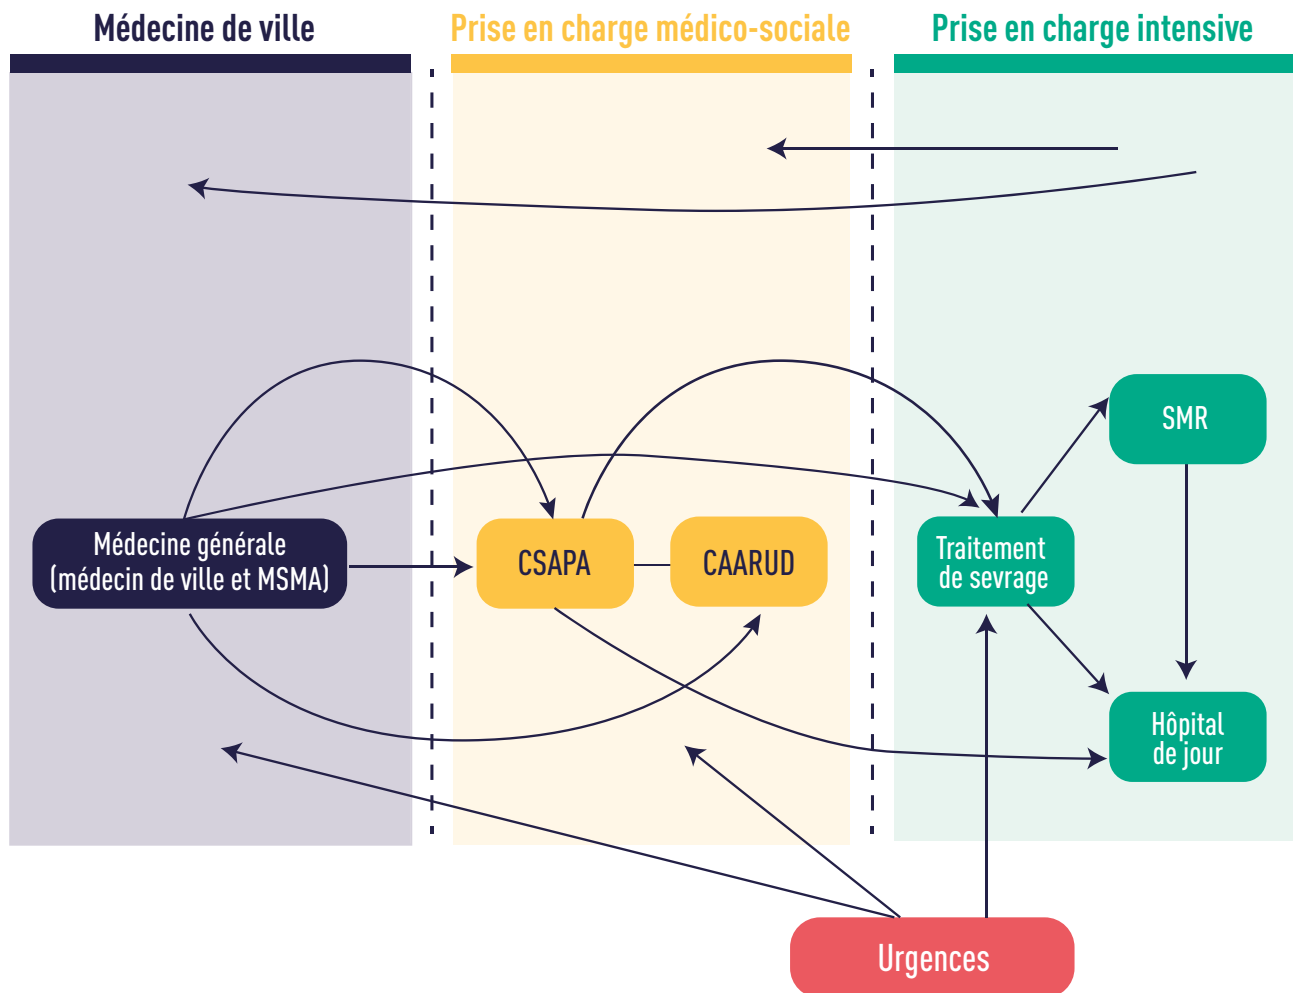 Médecine de ville
Prise en charge médico-sociale
Prise en charge intensive
SMR
Médecine générale
(médecin de ville et MSMA)
CSAPA
CAARUD
Traitement
de sevrage
Hôpital
de jour
Urgences